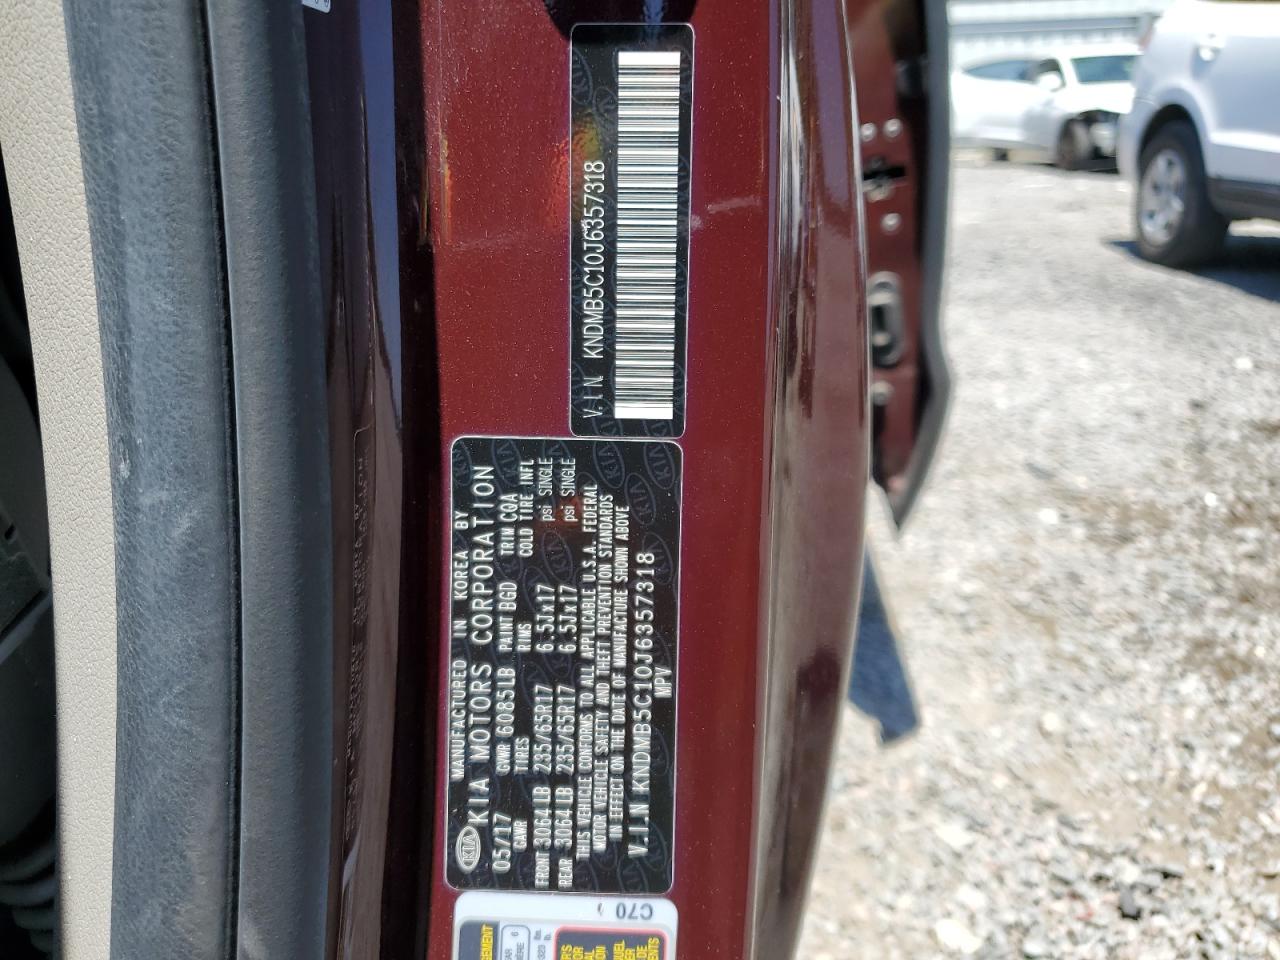 V.I.N. KNDMB5C10J6357318
MANUFACTURED IN KOREA BY
KIA KIA MOTORS CORPORATION
05/17 GVWR 6085LB PAINT BGD TRIM CQA
GAWR TIRES RIMS COLD TIRE INFL
FRONT 3064LB 235/65R17 6.5Jx17 psi SINGLE
REAR 3064LB 235/65R17 6.5Jx17 psi SINGLE
THIS VEHICLE CONFORMS TO ALL APPLICABLE U.S.A. FEDERAL
MOTOR VEHICLE SAFETY AND THEFT PREVENTION STANDARDS
IN EFFECT ON THE DATE OF MANUFACTURE SHOWN ABOVE
V.I.N KNDMB5C10J6357318
MPV
C70